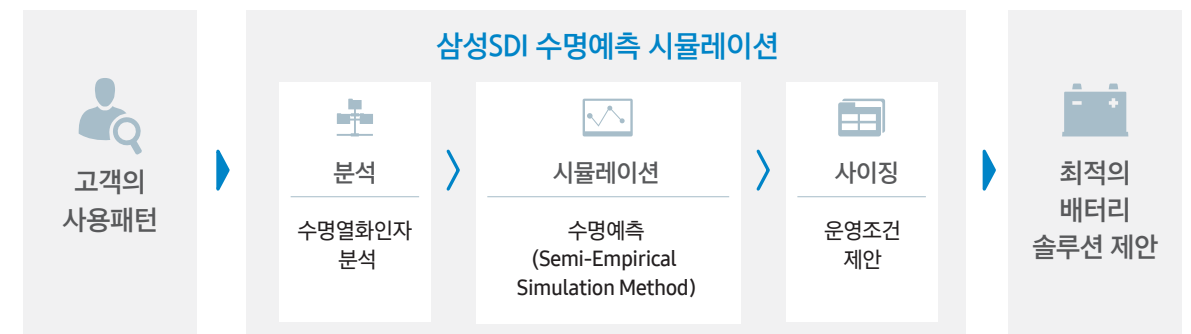 고객의
사용패턴
삼성SDI 수명예측 시뮬레이션
분석
수명열화인자
분석
시뮬레이션
수명예측
(Semi-Empirical
Simulation Method)
사이징
운영조건
제안
최적의
배터리
솔루션 제안